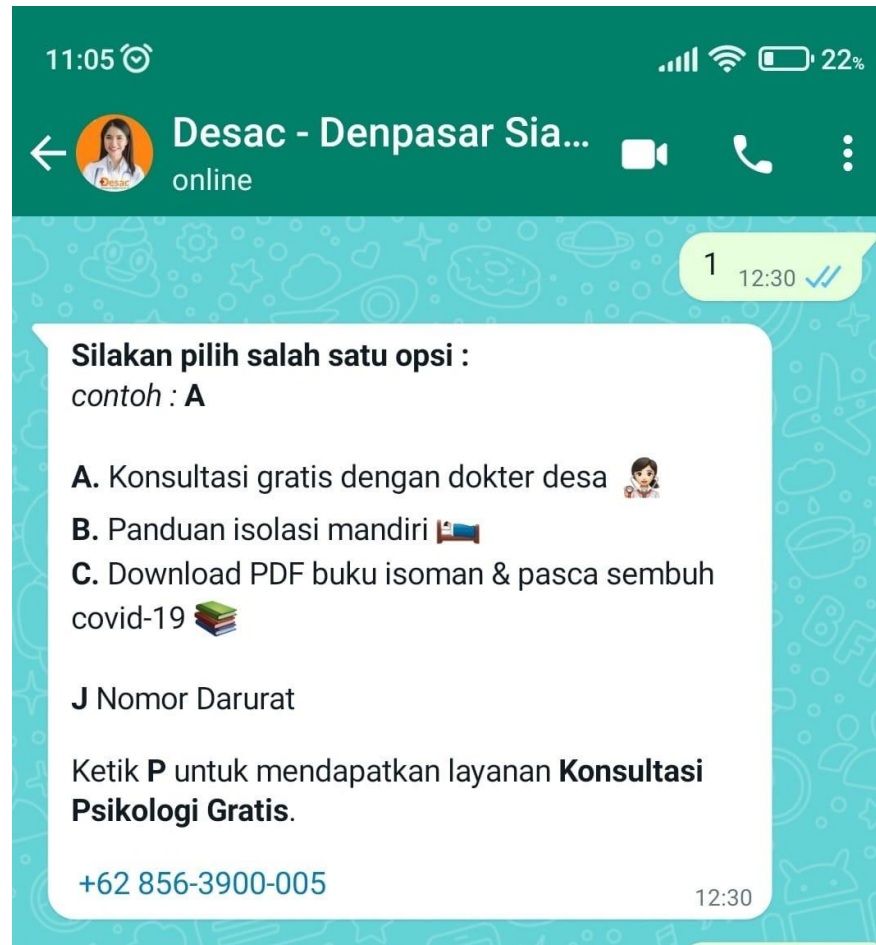 11:05
22%
Desac - Denpasar Sia...
online
Desac
1
12:30
Silakan pilih salah satu opsi :
contoh : A
A. Konsultasi gratis dengan dokter desa
B. Panduan isolasi mandiri
C. Download PDF buku isoman & pasca sembuh
covid-19
J Nomor Darurat
Ketik P untuk mendapatkan layanan Konsultasi
Psikologi Gratis.
+62 856-3900-005
12:30